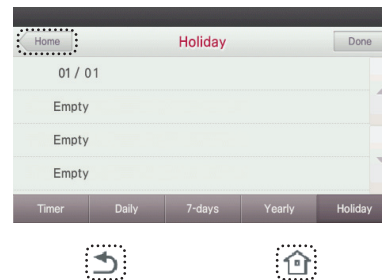 Home Holiday Done
01 / 01
Empty
Empty
Empty
Timer Daily 7-days Yearly Holiday